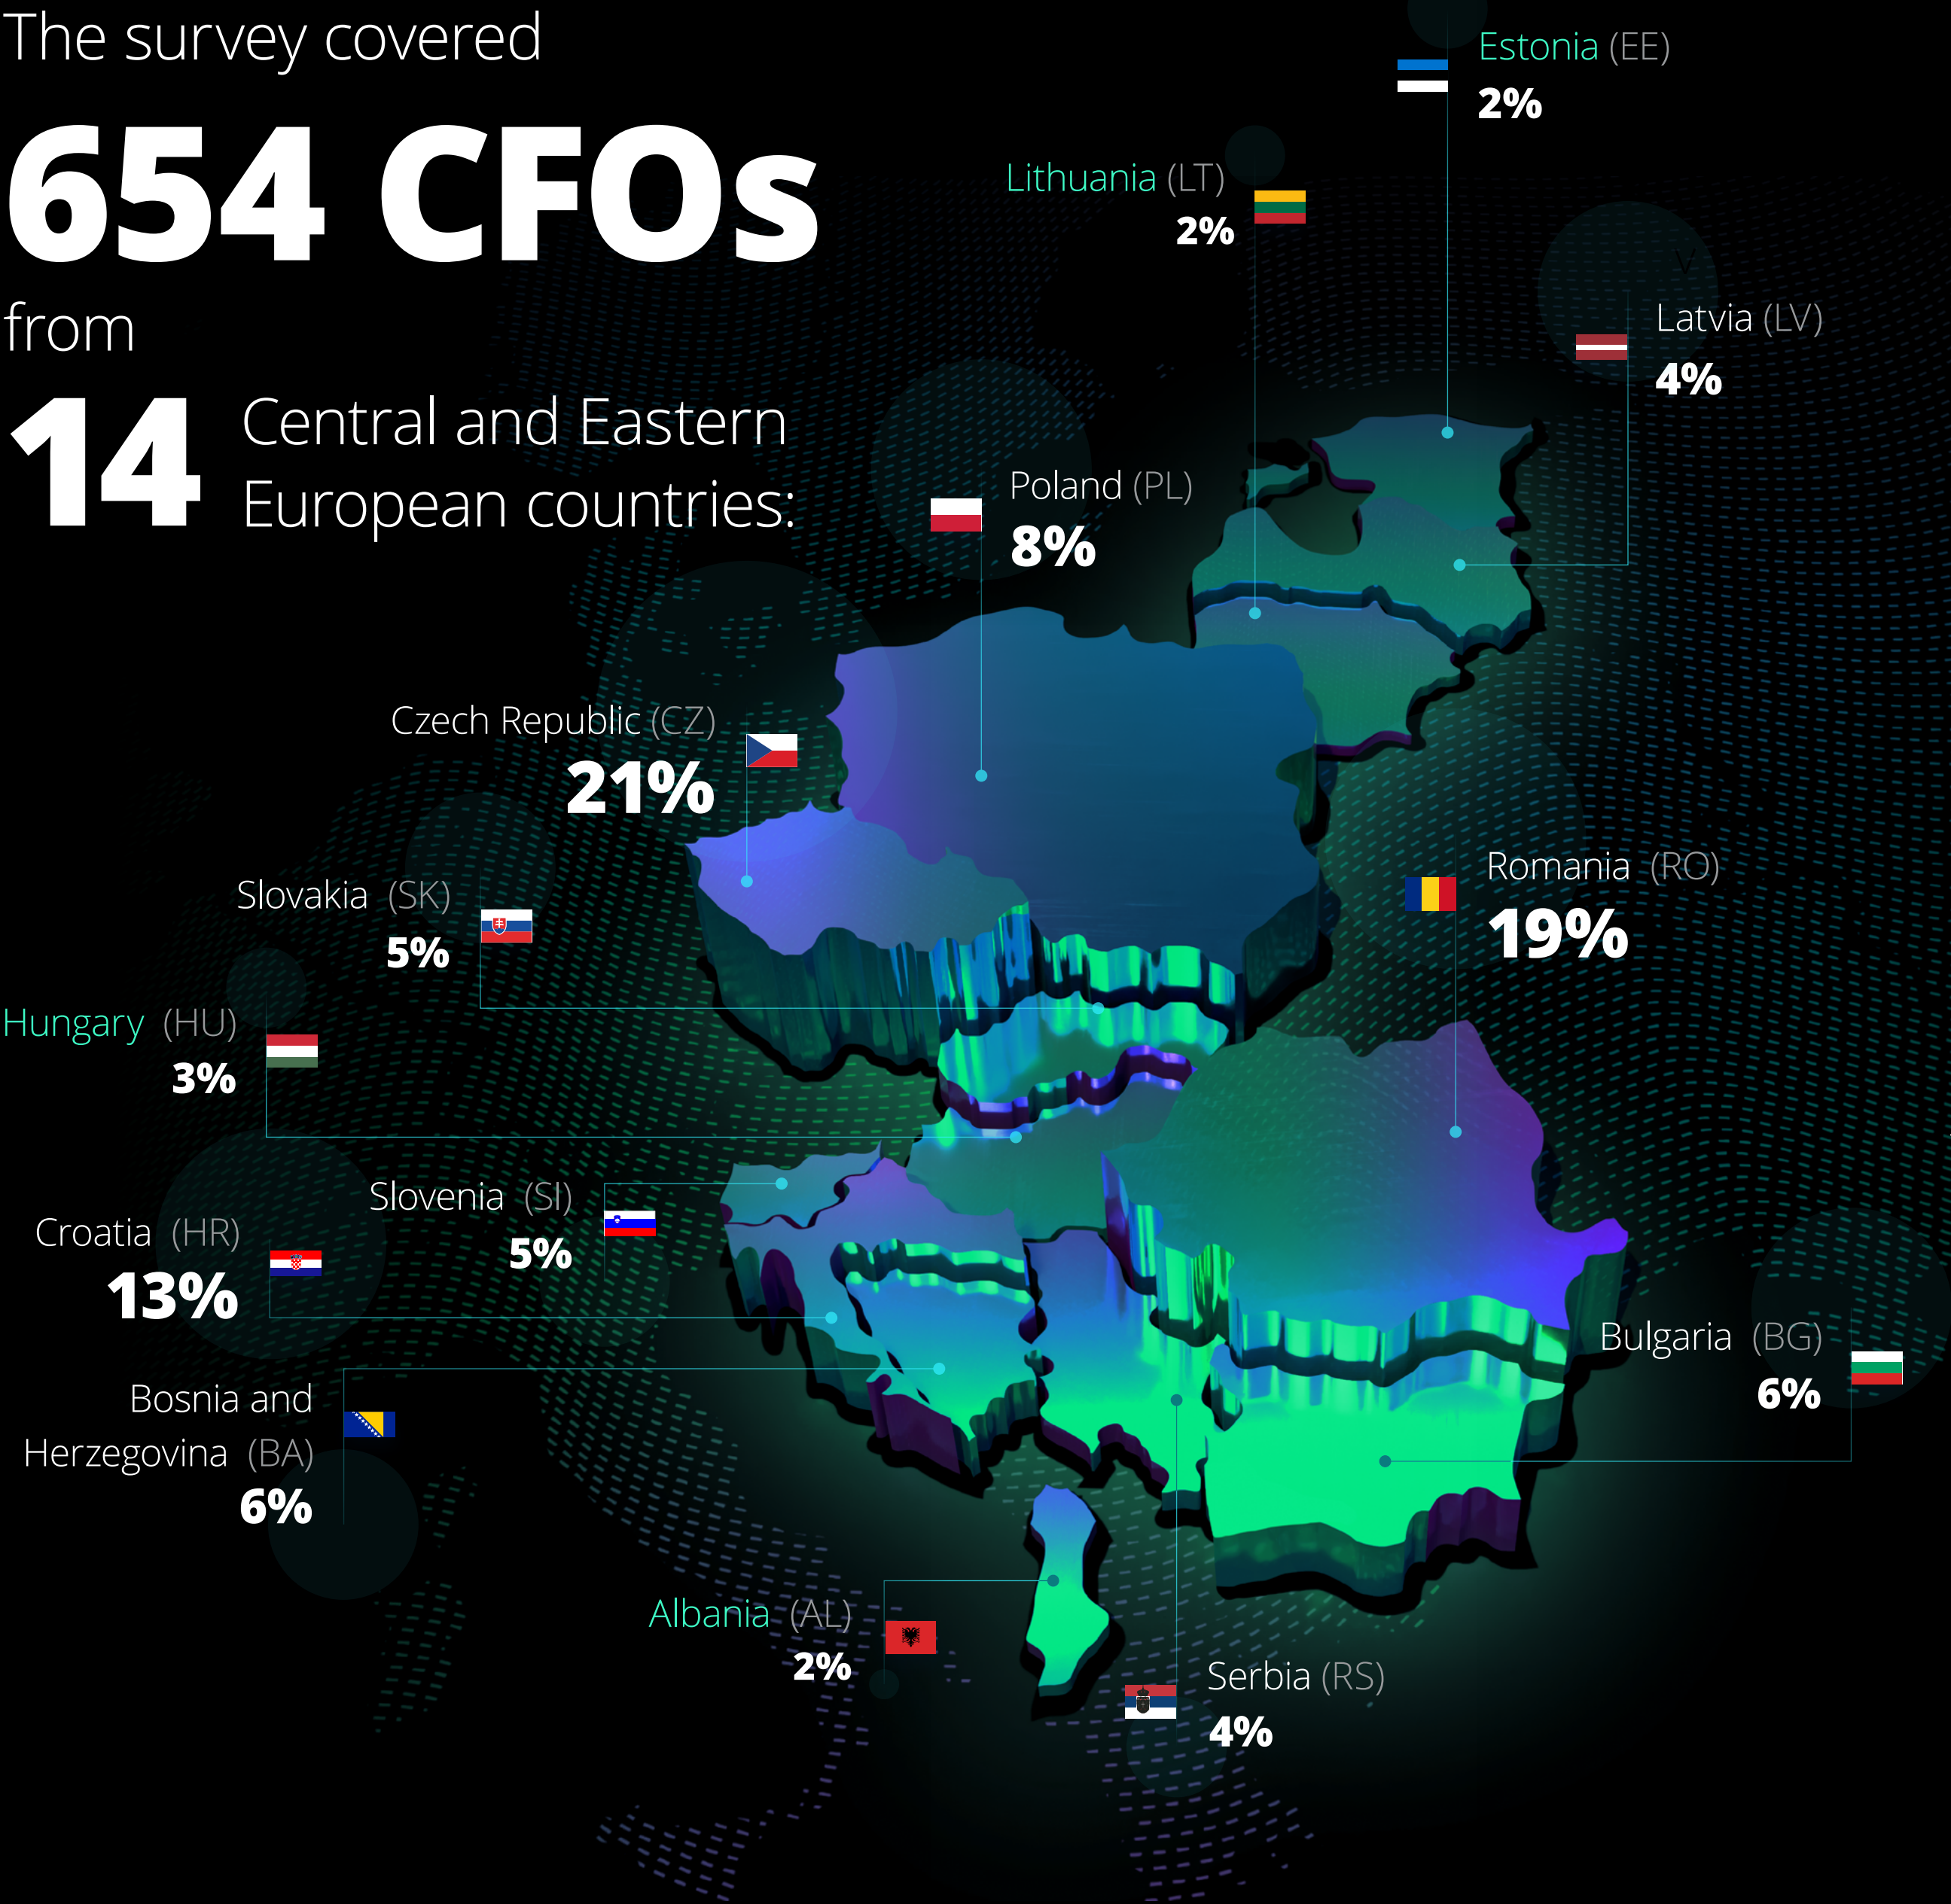 The survey covered
654 CFOs
from
14 Central and Eastern
European countries:
Estonia (EE)
2%
Lithuania (LT)
2%
V
Latvia (LV)
4%
Poland (PL)
8%
Czech Republic (CZ)
21%
Romania (RO)
19%
Slovakia (SK)
5%
Hungary (HU)
3%
Slovenia (SI)
5%
Croatia (HR)
13%
Bulgaria (BG)
6%
Bosnia and
Herzegovina (BA)
6%
Albania (AL)
2%
Serbia (RS)
4%